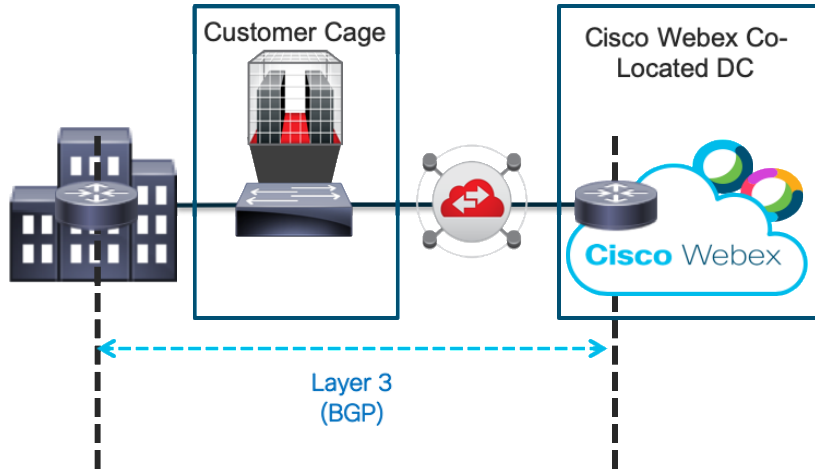 Customer Cage
Cisco Webex Co-
Located DC
Cisco Webex
Layer 3
(BGP)